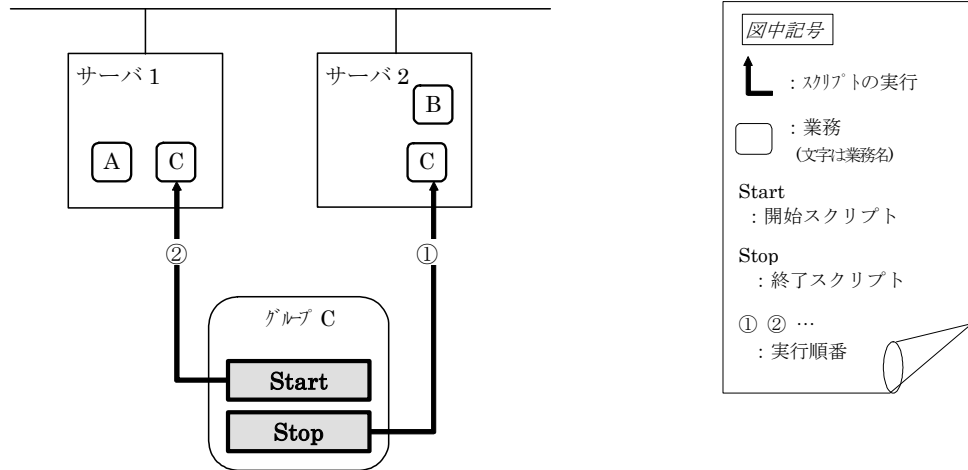 サーバ 1
サーバ 2
B
A
C
C
②
①
グループ C
Start
Stop
図中記号
：スクリプトの実行
：業務
(文字は業務名)
Start
：開始スクリプト
Stop
：終了スクリプト
① ② …
：実行順番